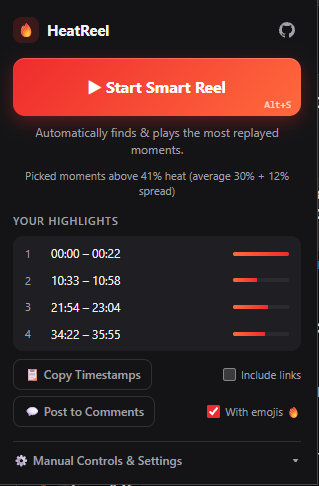 HeatReel
▶ Start Smart Reel
Alt+S
Automatically finds & plays the most replayed
moments.
Picked moments above 41% heat (average 30% + 12%
spread)
YOUR HIGHLIGHTS
1 00:00 – 00:22
2 10:33 – 10:58
3 21:54 – 23:04
4 34:22 – 35:55
📋 Copy Timestamps Include links
💬 Post to Comments With emojis 🔥
⚙️ Manual Controls & Settings